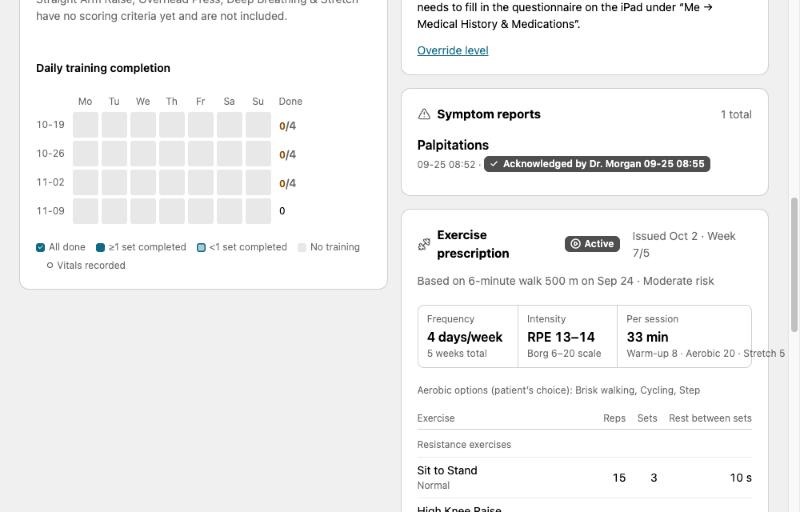 Straight Arm Raise, Overhead Press, Deep Breathing & Stretch
have no scoring criteria yet and are not included.
Daily training completion
Mo Tu We Th Fr Sa Su Done
10-19 0/4
10-26 0/4
11-02 0/4
11-09 0
All done ≥1 set completed <1 set completed No training
Vitals recorded
needs to fill in the questionnaire on the iPad under “Me →
Medical History & Medications”.
Override level
Symptom reports 1 total
Palpitations
09-25 08:52 · ✓ Acknowledged by Dr. Morgan 09-25 08:55
Exercise
prescription
Active
Issued Oct 2 · Week
7/5
Based on 6-minute walk 500 m on Sep 24 · Moderate risk
Frequency
4 days/week
5 weeks total
Intensity
RPE 13–14
Borg 6–20 scale
Per session
33 min
Warm-up 8 · Aerobic 20 · Stretch 5
Aerobic options (patient's choice): Brisk walking, Cycling, Step
Exercise Reps Sets Rest between sets
Resistance exercises
Sit to Stand 15 3 10 s
Normal
High Knee Raise